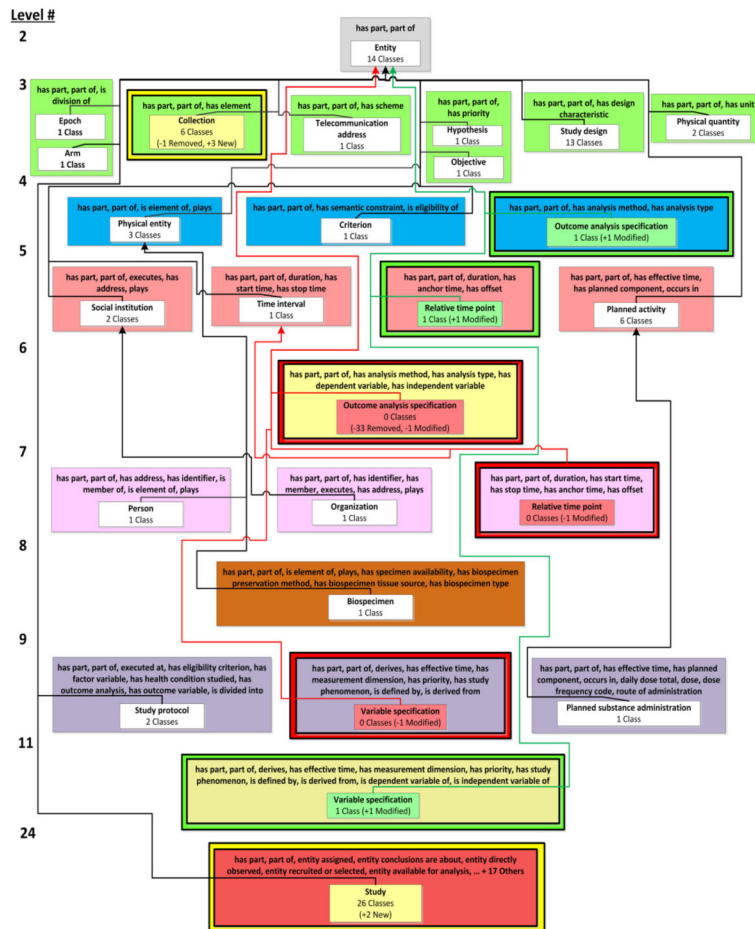 Level #
2
has part, part of
Entity
14 Classes
3
has part, part of, is
division of
Epoch
1 Class
Arm
1 Class
has part, part of, has element
Collection
6 Classes
(-1 Removed, +3 New)
has part, part of, has scheme
Telecommunication
address
1 Class
has part, part of,
has priority
Hypothesis
1 Class
Objective
1 Class
has part, part of, has design
characteristic
Study design
13 Classes
has part, part of, has unit
Physical quantity
2 Classes
4
has part, part of, is element of, plays
Physical entity
3 Classes
has part, part of, has semantic constraint, is eligibility of
Criterion
1 Class
has part, part of, has analysis method, has analysis type
Outcome analysis specification
1 Class (+1 Modified)
5
has part, part of, executes, has
address, plays
Social institution
2 Classes
has part, part of, duration, has
start time, has stop time
Time interval
1 Class
has part, part of, duration, has
anchor time, has offset
Relative time point
1 Class (+1 Modified)
has part, part of, has effective time,
has planned component, occurs in
Planned activity
6 Classes
6
has part, part of, has analysis method, has analysis type, has
dependent variable, has independent variable
Outcome analysis specification
0 Classes
(-33 Removed, -1 Modified)
7
has part, part of, has address, has identifier, is
member of, is element of, plays
Person
1 Class
has part, part of, has identifier, has
member, executes, has address, plays
Organization
1 Class
has part, part of, duration, has start time,
has stop time, has anchor time, has offset
Relative time point
0 Classes (-1 Modified)
8
has part, part of, is element of, plays, has specimen availability, has biospecimen
preservation method, has biospecimen tissue source, has biospecimen type
Biospecimen
1 Class
9
has part, part of, executed at, has eligibility criterion, has
factor variable, has health condition studied, has
outcome analysis, has outcome variable, is divided into
Study protocol
2 Classes
has part, part of, derives, has effective time, has
measurement dimension, has priority, has study
phenomenon, is defined by, is derived from
Variable specification
0 Classes (-1 Modified)
has part, part of, has effective time, has planned
component, occurs in, daily dose total, dose, dose
frequency code, route of administration
Planned substance administration
1 Class
11
has part, part of, derives, has effective time, has measurement dimension, has priority, has study
phenomenon, is defined by, is derived from, is dependent variable of, is independent variable of
Variable specification
1 Class (+1 Modified)
24
has part, part of, entity assigned, entity conclusions are about, entity directly
observed, entity recruited or selected, entity available for analysis, ... + 17 Others
Study
26 Classes
(+2 New)